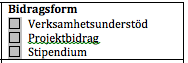 Bidragsform
Verksamhetsunderstöd
Projektbidrag
Stipendium